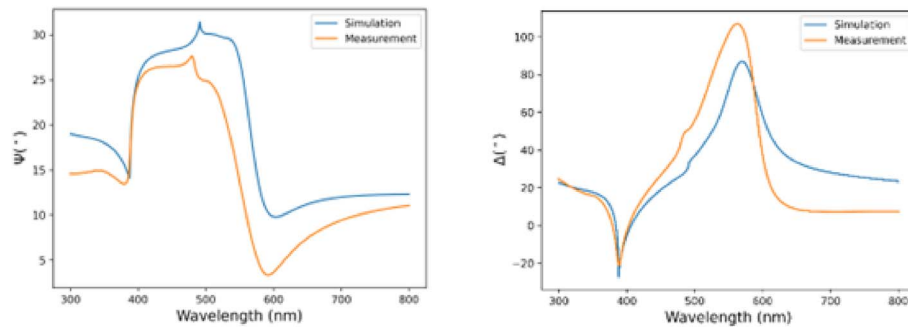 Simulation
Measurement
30
25
20
15
10
5
Ψ(°)
300 400 500 600 700 800
Wavelength (nm)
Simulation
Measurement
100
80
60
40
20
0
−20
Δ(°)
300 400 500 600 700 800
Wavelength (nm)